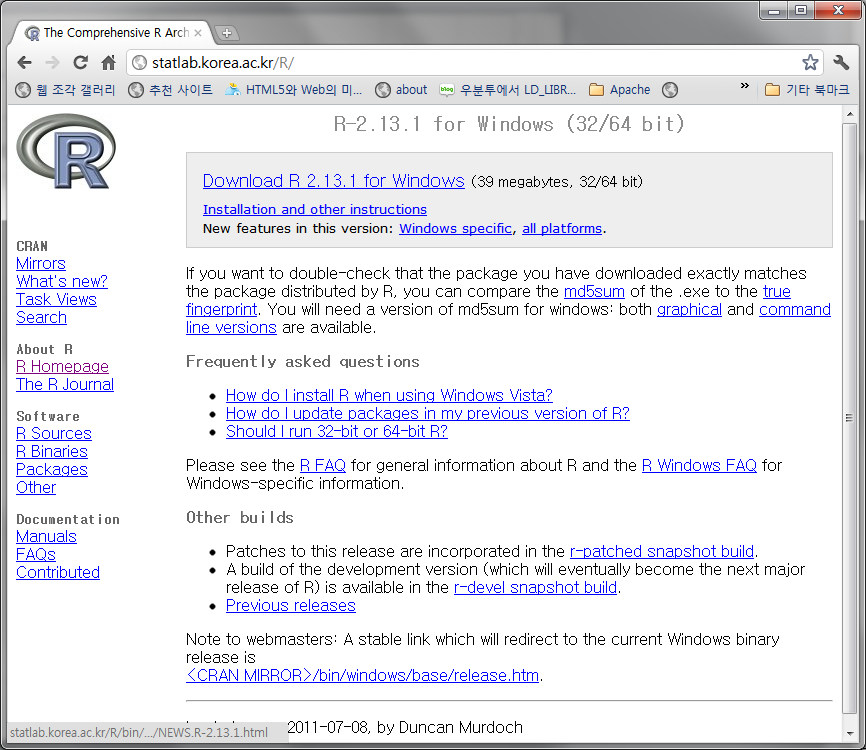 The Comprehensive R Arch
statlab.korea.ac.kr/R/
웹 조각 갤러리 추천 사이트 HTML5와 Web의 미... about 우분투에서 LD_LIBR... Apache » 기타 북마크
R
CRAN
Mirrors
What's new?
Task Views
Search
About R
R Homepage
The R Journal
Software
R Sources
R Binaries
Packages
Other
Documentation
Manuals
FAQs
Contributed
R-2.13.1 for Windows (32/64 bit)
Download R 2.13.1 for Windows (39 megabytes, 32/64 bit)
Installation and other instructions
New features in this version: Windows specific, all platforms.
If you want to double-check that the package you have downloaded exactly matches
the package distributed by R, you can compare the md5sum of the .exe to the true
fingerprint. You will need a version of md5sum for windows: both graphical and command
line versions are available.
Frequently asked questions
• How do I install R when using Windows Vista?
• How do I update packages in my previous version of R?
• Should I run 32-bit or 64-bit R?
Please see the R FAQ for general information about R and the R Windows FAQ for
Windows-specific information.
Other builds
• Patches to this release are incorporated in the r-patched snapshot build.
• A build of the development version (which will eventually become the next major
release of R) is available in the r-devel snapshot build.
• Previous releases
Note to webmasters: A stable link which will redirect to the current Windows binary
release is
<CRAN MIRROR>/bin/windows/base/release.htm.
2011-07-08, by Duncan Murdoch
statlab.korea.ac.kr/R/bin/.../NEWS.R-2.13.1.html